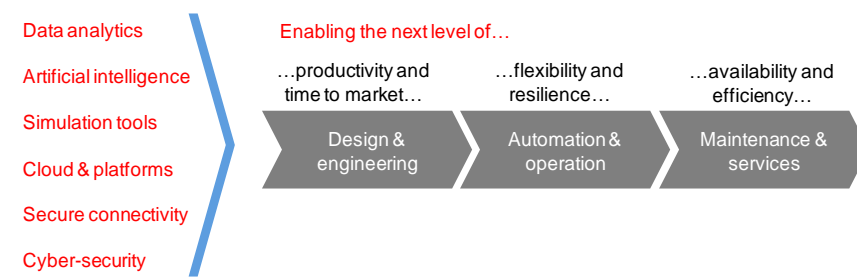 Data analytics
Artificial intelligence
Simulation tools
Cloud & platforms
Secure connectivity
Cyber-security
Enabling the next level of…
…productivity and
time to market…
…flexibility and
resilience…
…availability and
efficiency…
Design &
engineering
Automation &
operation
Maintenance &
services